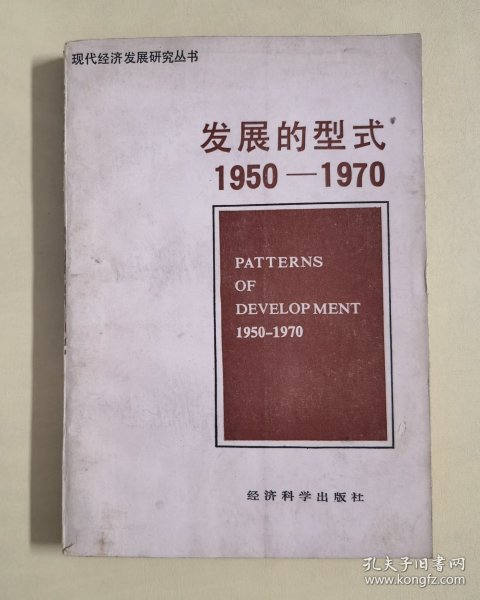 现代经济发展研究丛书
发展的型式
1950—1970
PATTERNS
OF
DEVELOPMENT
1950-1970
经济科学出版社
孔夫子旧书网
www.kongfz.com